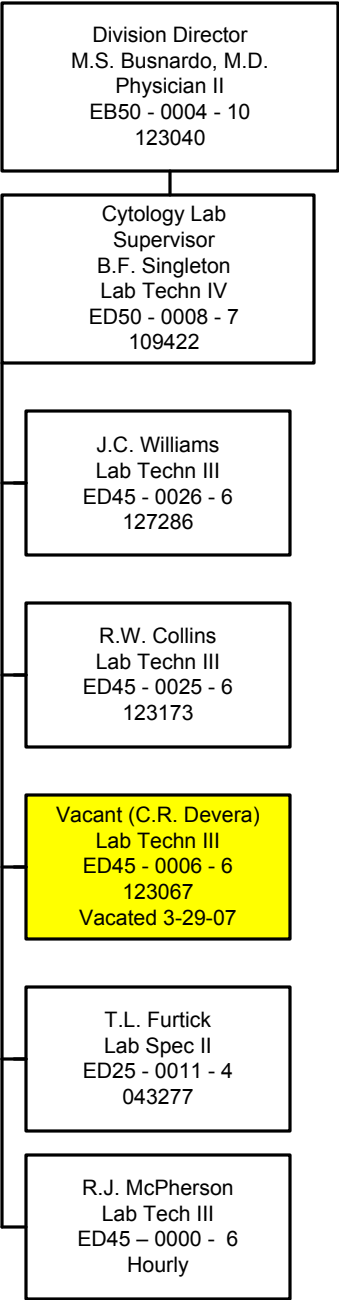 Division Director
M.S. Busnardo, M.D.
Physician II
EB50 - 0004 - 10
123040
Cytology Lab
Supervisor
B.F. Singleton
Lab Techn IV
ED50 - 0008 - 7
109422
J.C. Williams
Lab Techn III
ED45 - 0026 - 6
127286
R.W. Collins
Lab Techn III
ED45 - 0025 - 6
123173
Vacant (C.R. Devera)
Lab Techn III
ED45 - 0006 - 6
123067
Vacated 3-29-07
T.L. Furtick
Lab Spec II
ED25 - 0011 - 4
043277
R.J. McPherson
Lab Tech III
ED45 – 0000 - 6
Hourly